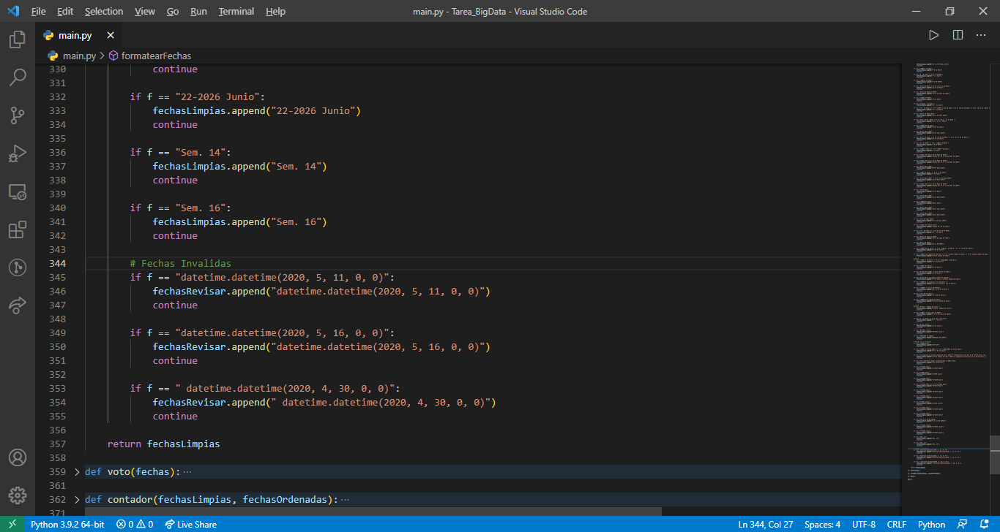 File Edit Selection View Go Run Terminal Help main.py - Tarea_BigData - Visual Studio Code
main.py
main.py > formatearFechas
330 continue
331
332 if f == "22-2026 Junio":
333 fechasLimpias.append("22-2026 Junio")
334 continue
335
336 if f == "Sem. 14":
337 fechasLimpias.append("Sem. 14")
338 continue
339
340 if f == "Sem. 16":
341 fechasLimpias.append("Sem. 16")
342 continue
343
344 # Fechas Invalidas
345 if f == "datetime.datetime(2020, 5, 11, 0, 0)":
346 fechasRevisar.append("datetime.datetime(2020, 5, 11, 0, 0)")
347 continue
348
349 if f == "datetime.datetime(2020, 5, 16, 0, 0)":
350 fechasRevisar.append("datetime.datetime(2020, 5, 16, 0, 0)")
351 continue
352
353 if f == " datetime.datetime(2020, 4, 30, 0, 0)":
354 fechasRevisar.append(" datetime.datetime(2020, 4, 30, 0, 0)")
355 continue
356
357 return fechasLimpias
358
359 def voto(fechas): ···
361
362 def contador(fechasLimpias, fechasOrdenadas): ···
371
Python 3.9.2 64-bit 0 0 Live Share Ln 344, Col 27 Spaces: 4 UTF-8 CRLF Python